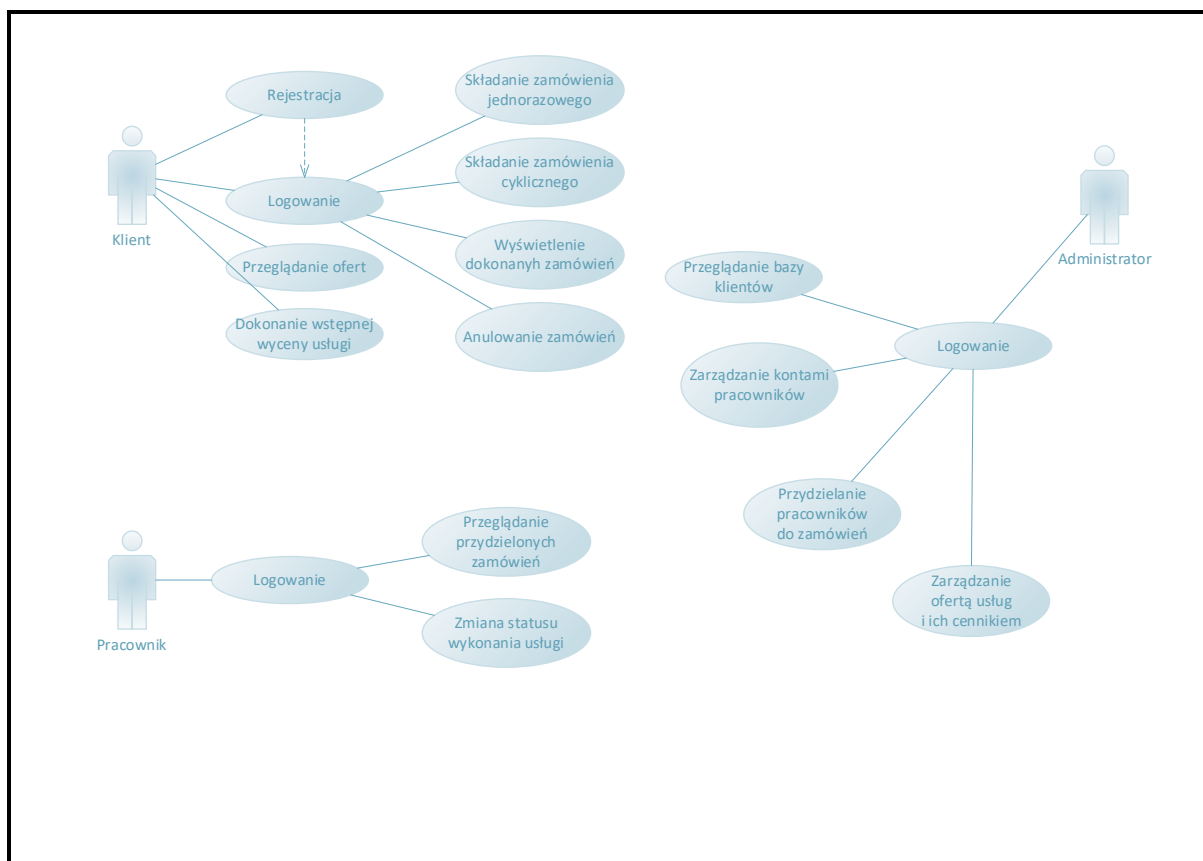 Rejestracja
Składanie zamówienia
jednorazowego
Składanie zamówienia
cyklicznego
Logowanie
Klient
Wyświetlenie
dokonanyh zamówień
Przeglądanie ofert
Dokonanie wstępnej
wyceny usługi
Anulowanie zamówień
Administrator
Przeglądanie bazy
klientów
Logowanie
Zarządzanie kontami
pracowników
Przydzielanie
pracowników
do zamówień
Zarządzanie
ofertą usług
i ich cennikiem
Przeglądanie
przydzielonych
zamówień
Logowanie
Zmiana statusu
wykonania usługi
Pracownik